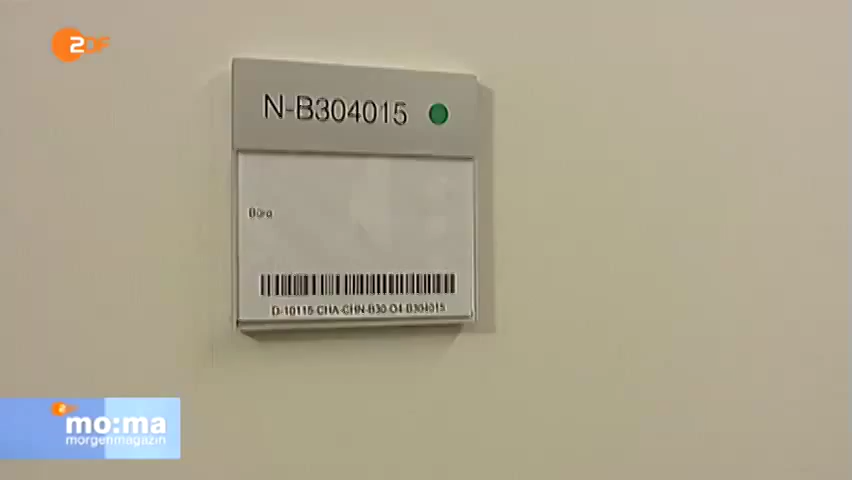 2DF
N-B304015
Büro
D-10115-CHA-CHN-B30-O4-B304015
mo:ma
morgenmagazin